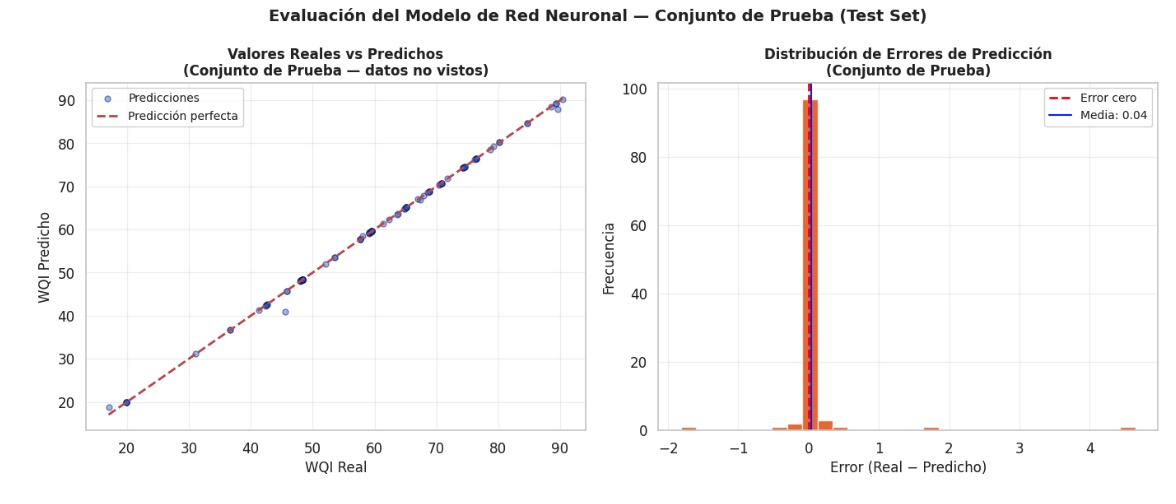 Evaluación del Modelo de Red Neuronal — Conjunto de Prueba (Test Set)
Valores Reales vs Predichos
(Conjunto de Prueba — datos no vistos)
Predicciones
Predicción perfecta
WQI Predicho
90
80
70
60
50
40
30
20
20 30 40 50 60 70 80 90
WQI Real
Distribución de Errores de Predicción
(Conjunto de Prueba)
Error cero
Media: 0.04
Frecuencia
100
80
60
40
20
0
−2 −1 0 1 2 3 4
Error (Real − Predicho)